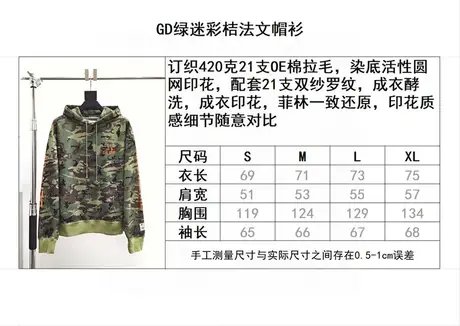 GD绿迷彩桔法文帽衫
订织420克21支OE棉拉毛，染底活性圆
网印花，配套21支双纱罗纹，成衣酵
洗，成衣印花，菲林一致还原，印花质
感细节随意对比
尺码 S M L XL
衣长 69 71 73 75
肩宽 51 53 55 57
胸围 119 124 129 134
袖长 65 66 67 68
手工测量尺寸与实际尺寸之间存在0.5-1cm误差